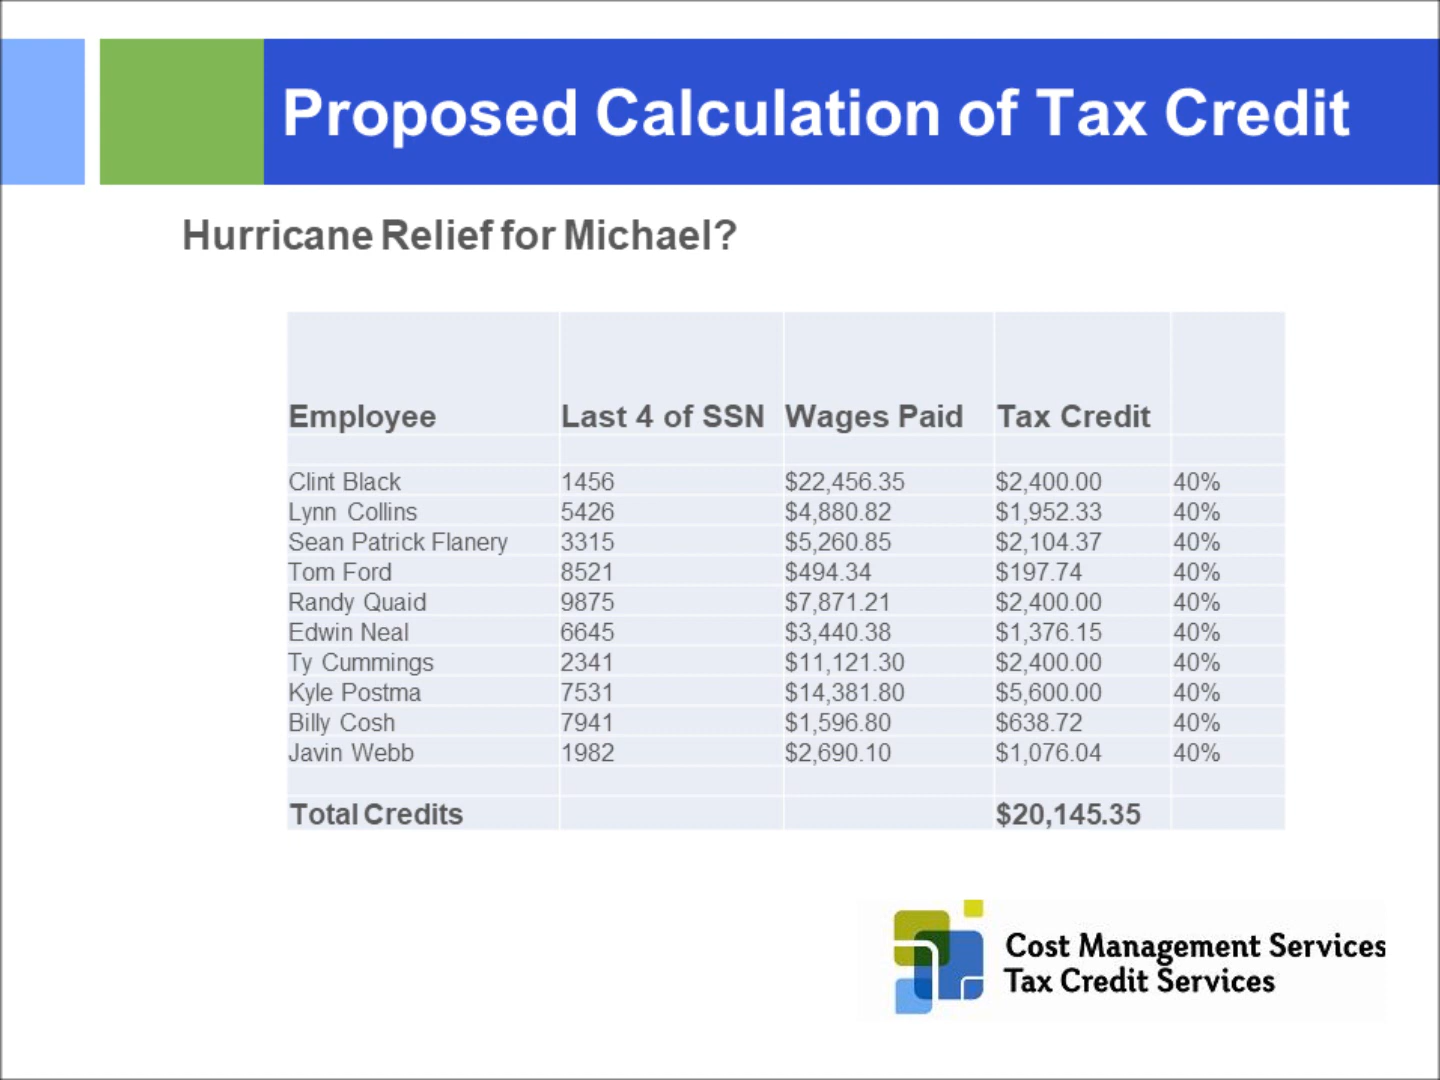 Proposed Calculation of Tax Credit
Hurricane Relief for Michael?
Employee Last 4 of SSN Wages Paid Tax Credit
Clint Black 1456 $22,456.35 $2,400.00 40%
Lynn Collins 5426 $4,880.82 $1,952.33 40%
Sean Patrick Flanery 3315 $5,260.85 $2,104.37 40%
Tom Ford 8521 $494.34 $197.74 40%
Randy Quaid 9875 $7,871.21 $2,400.00 40%
Edwin Neal 6645 $3,440.38 $1,376.15 40%
Ty Cummings 2341 $11,121.30 $2,400.00 40%
Kyle Postma 7531 $14,381.80 $5,600.00 40%
Billy Cosh 7941 $1,596.80 $638.72 40%
Javin Webb 1982 $2,690.10 $1,076.04 40%
Total Credits $20,145.35
Cost Management Services
Tax Credit Services